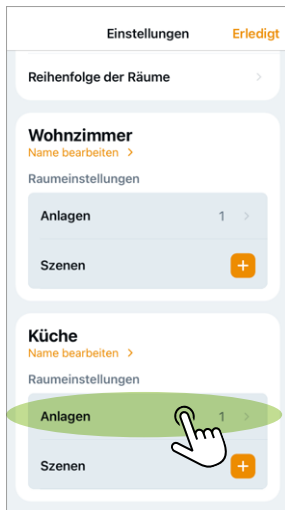 Einstellungen Erledigt
Reihenfolge der Räume
Wohnzimmer
Name bearbeiten
Raumeinstellungen
Anlagen 1
Szenen
Küche
Name bearbeiten
Raumeinstellungen
Anlagen 1
Szenen